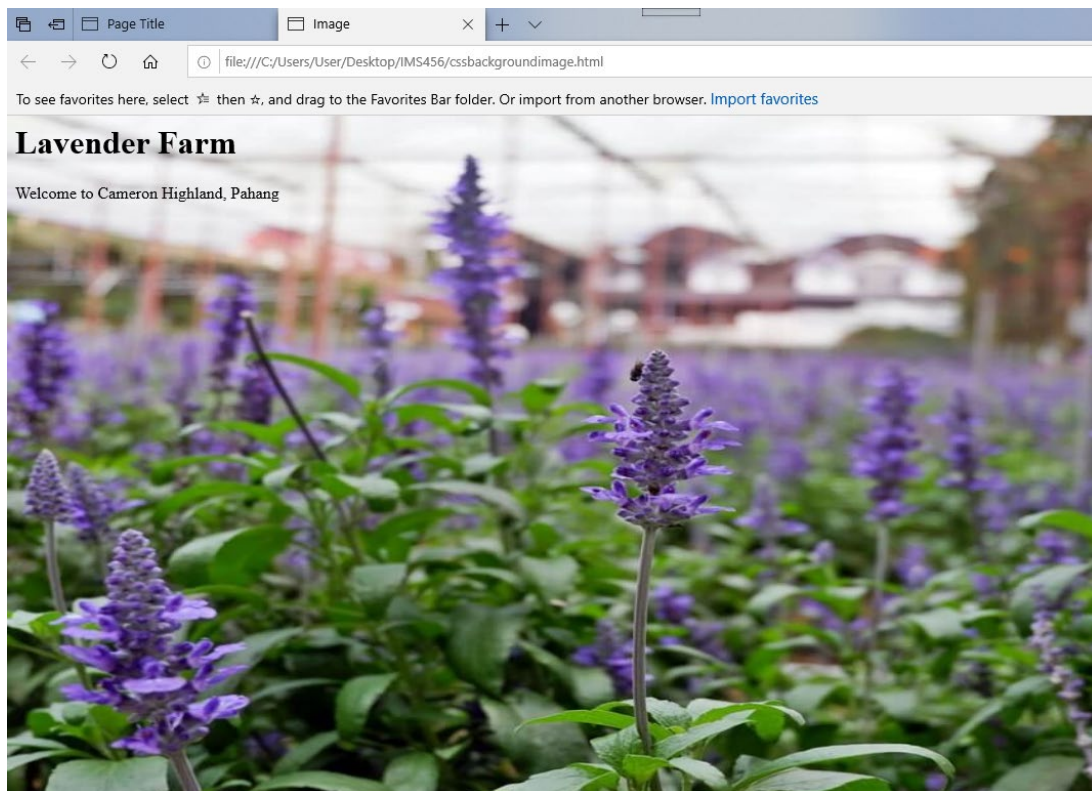 Page Title
Image
file:///C:/Users/User/Desktop/IMS456/cssbackgroundimage.html
To see favorites here, select then , and drag to the Favorites Bar folder. Or import from another browser. Import favorites
Lavender Farm
Welcome to Cameron Highland, Pahang